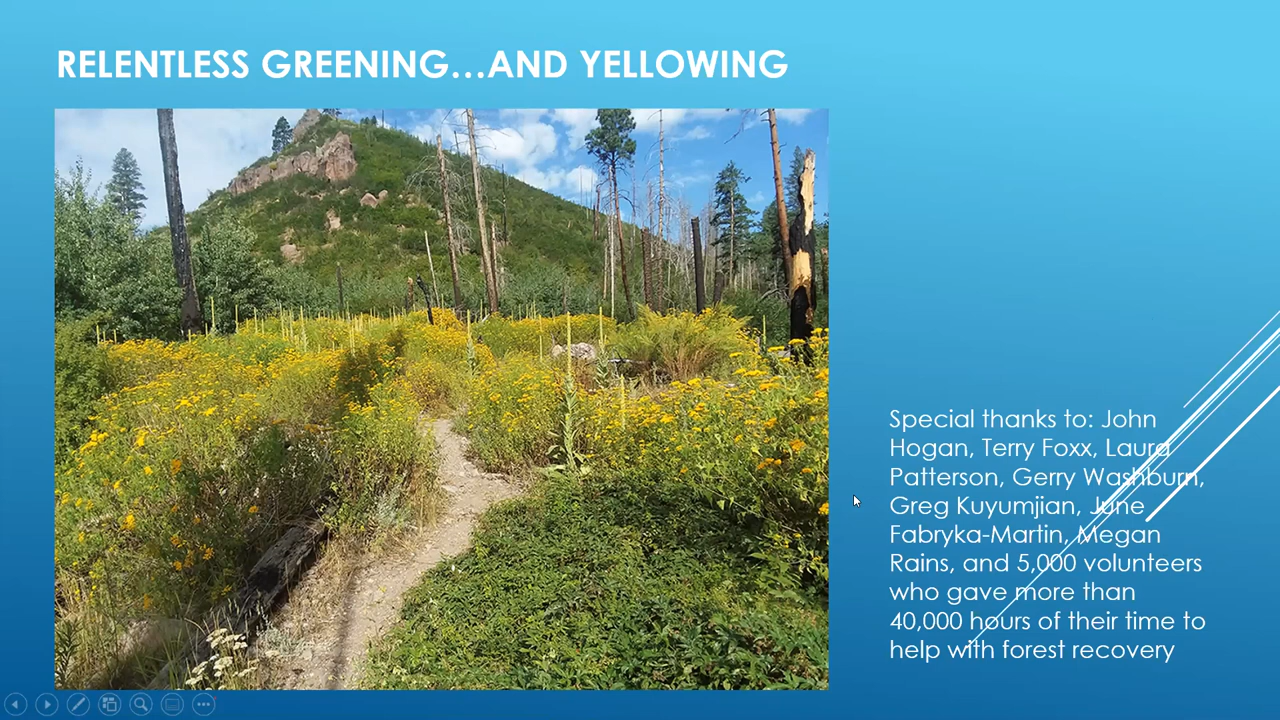 RELENTLESS GREENING...AND YELLOWING
Special thanks to: John
Hogan, Terry Foxx, Laura
Patterson, Gerry Washburn,
Greg Kuyumjian, June
Fabryka-Martin, Megan
Rains, and 5,000 volunteers
who gave more than
40,000 hours of their time to
help with forest recovery